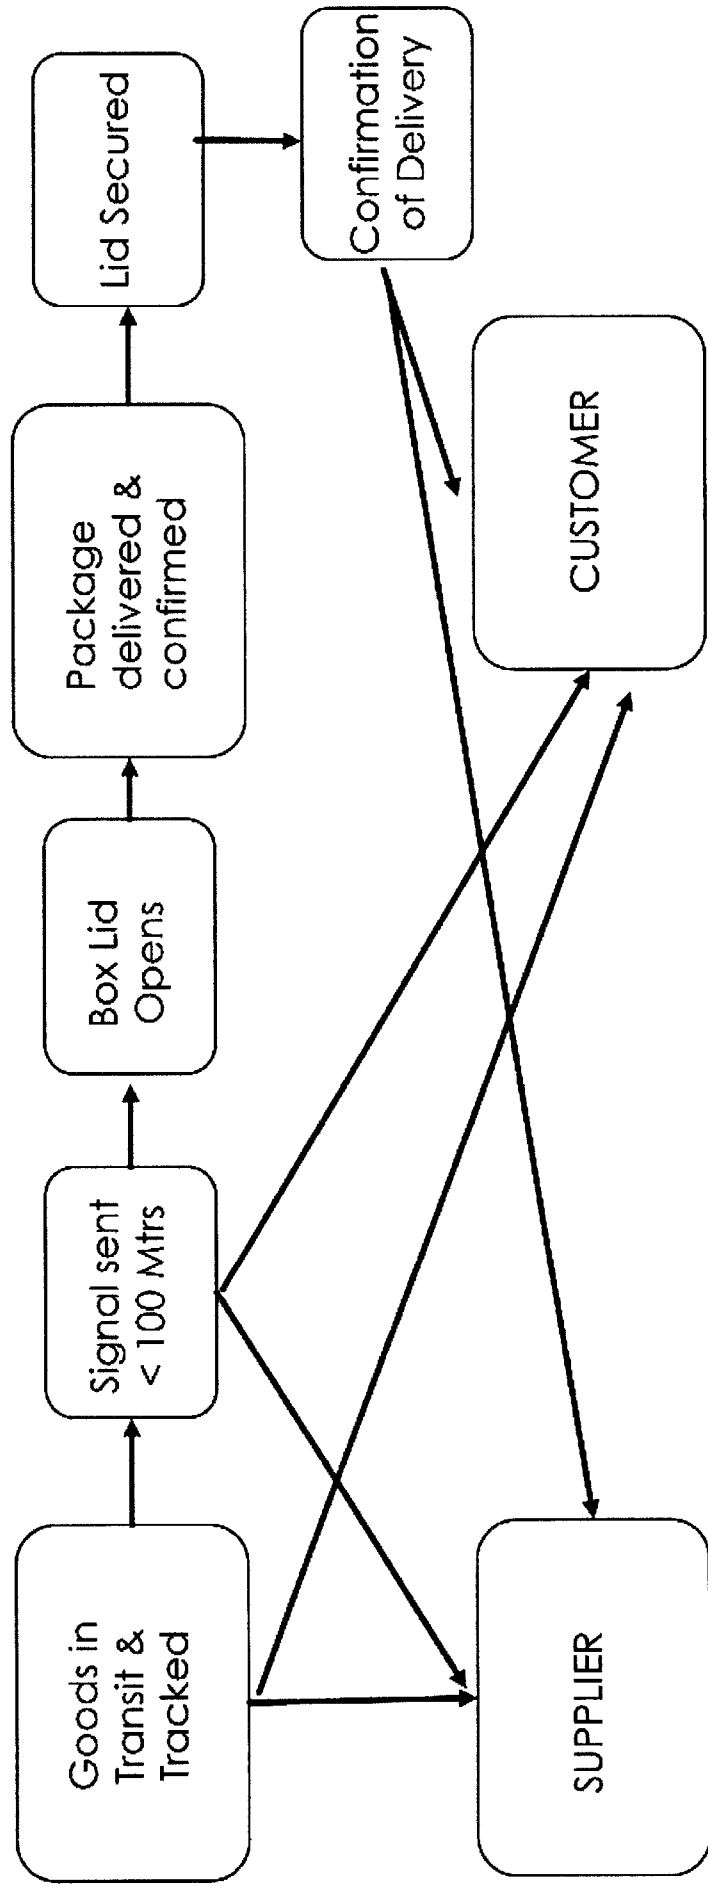 Goods in
Transit &
Tracked
Signal sent
< 100 Mtrs
Box Lid
Opens
Package
delivered &
confirmed
Lid Secured
Confirmation
of Delivery
SUPPLIER
CUSTOMER